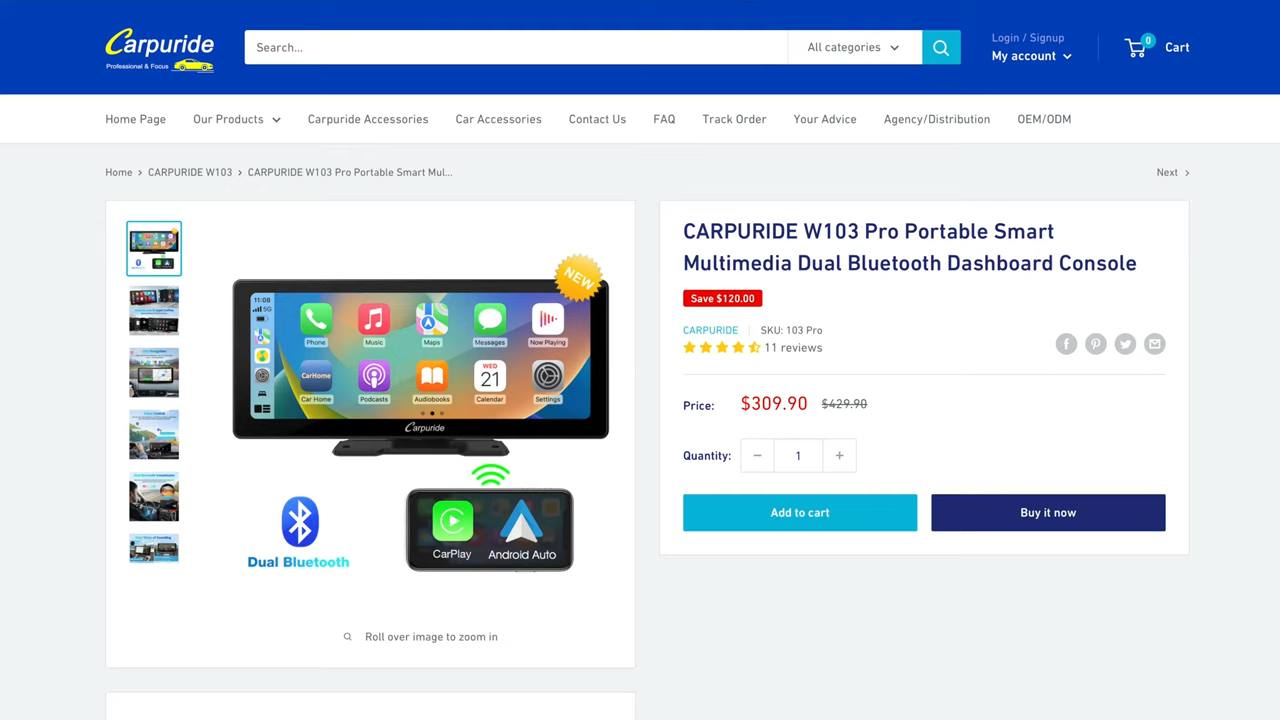 Carpuride
Professional & Focus
Search...
All categories
Login / Signup
My account
0
Cart
Home Page
Our Products
Carpuride Accessories
Car Accessories
Contact Us
FAQ
Track Order
Your Advice
Agency/Distribution
OEM/ODM
Home > CARPURIDE W103 > CARPURIDE W103 Pro Portable Smart Mul...
Next >
NEW
11:08
5G
Phone
Music
Maps
Messages
Now Playing
CarHome
WED
21
Car Home
Podcasts
Audiobooks
Calendar
Settings
Carpuride
Dual Bluetooth
CarPlay
Android Auto
Roll over image to zoom in
CARPURIDE W103 Pro Portable Smart
Multimedia Dual Bluetooth Dashboard Console
Save $120.00
CARPURIDE
SKU: 103 Pro
11 reviews
Price:
$309.90
$429.90
Quantity:
− 1 +
Add to cart
Buy it now